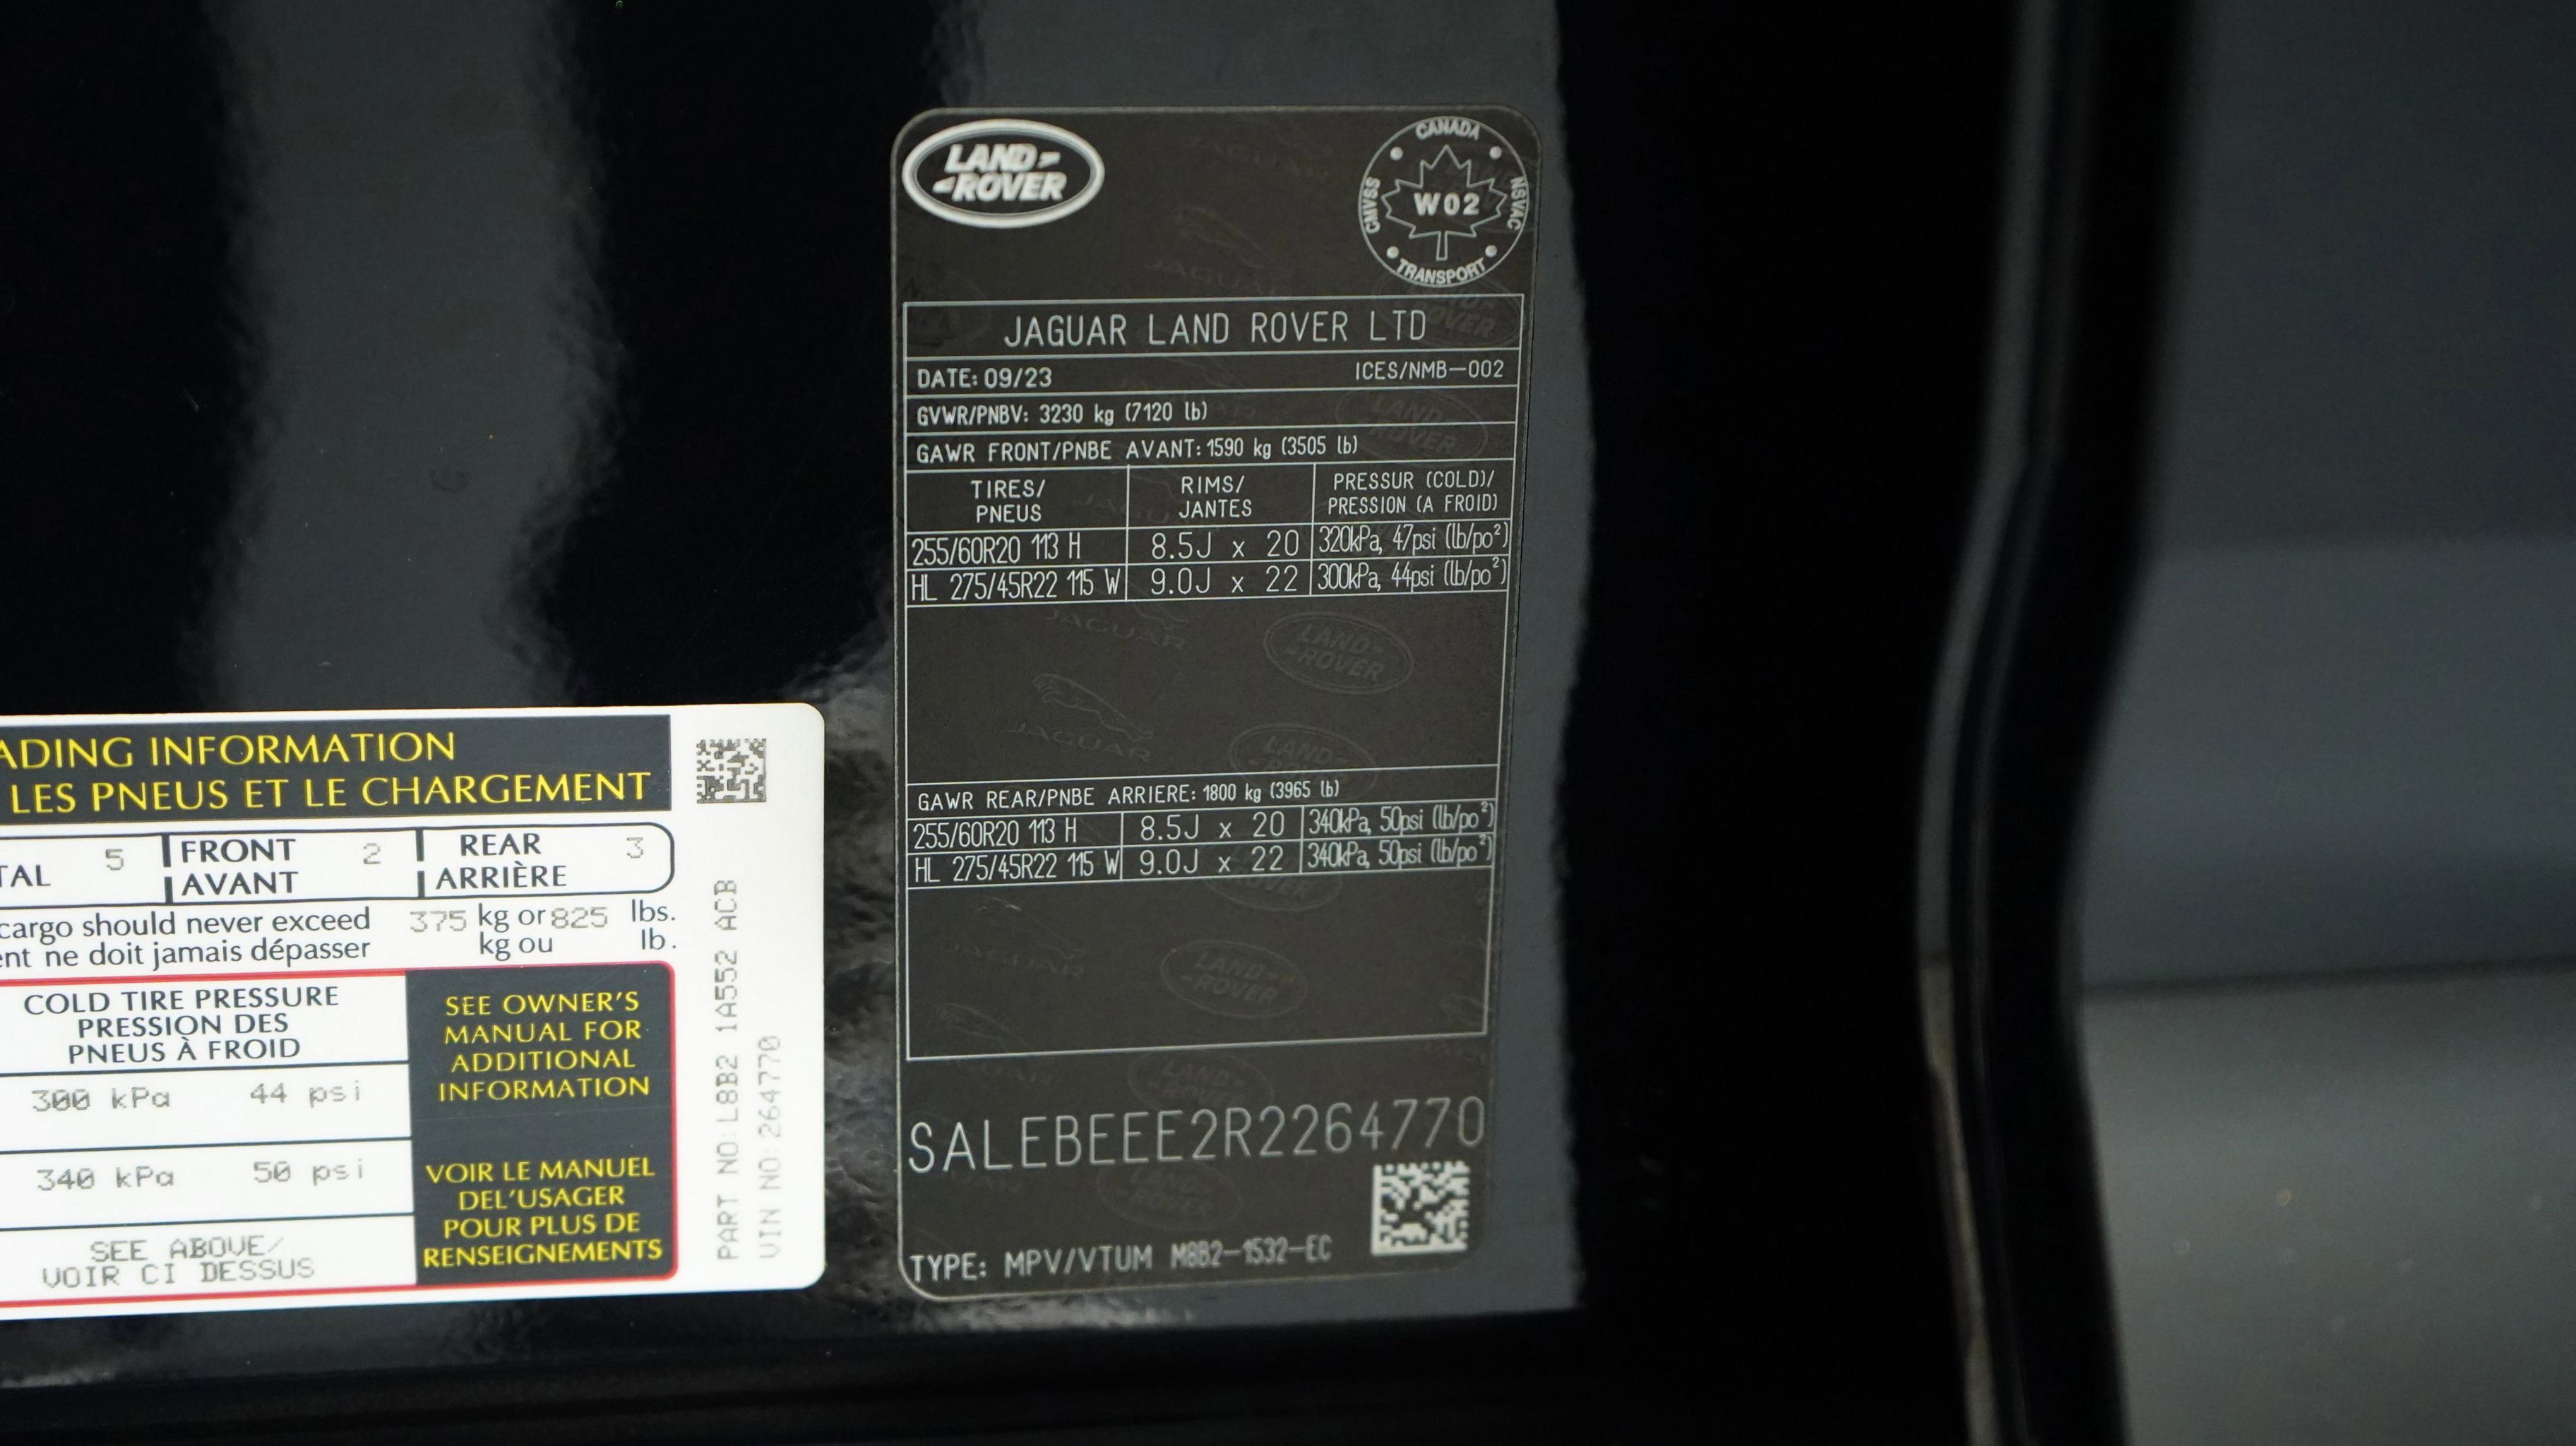 LAND-
-ROVER
CANADA
CMVSS
W02
NSVAC
TRANSPORT
JAGUAR LAND ROVER LTD
DATE: 09/23 ICES/NMB-002
GVWR/PNBV: 3230 kg (7120 lb)
GAWR FRONT/PNBE AVANT: 1590 kg (3505 lb)
TIRES/ RIMS/ PRESSUR (COLD)/
PNEUS JANTES PRESSION (A FROID)
255/60R20 113 H 8.5J x 20 320kPa, 47psi (lb/po²)
HL 275/45R22 115 W 9.0J x 22 300kPa, 44psi (lb/po²)
GAWR REAR/PNBE ARRIERE: 1800 kg (3965 lb)
255/60R20 113 H 8.5J x 20 340kPa, 50psi (lb/po²)
HL 275/45R22 115 W 9.0J x 22 340kPa, 50psi (lb/po²)
SALEBEEE2R2264770
TYPE: MPV/VTUM M8B2-1532-EC
ADING INFORMATION
LES PNEUS ET LE CHARGEMENT
TAL 5 FRONT 2 REAR 3
AVANT ARRIÈRE
cargo should never exceed 375 kg or 825 lbs.
ent ne doit jamais dépasser kg ou lb.
COLD TIRE PRESSURE
PRESSION DES
PNEUS À FROID
300 kPa 44 psi
340 kPa 50 psi
SEE ABOVE/
VOIR CI DESSUS
SEE OWNER'S
MANUAL FOR
ADDITIONAL
INFORMATION
VOIR LE MANUEL
DEL'USAGER
POUR PLUS DE
RENSEIGNEMENTS
PART NO:L8B2 1A552 ACB
VIN NO:264770